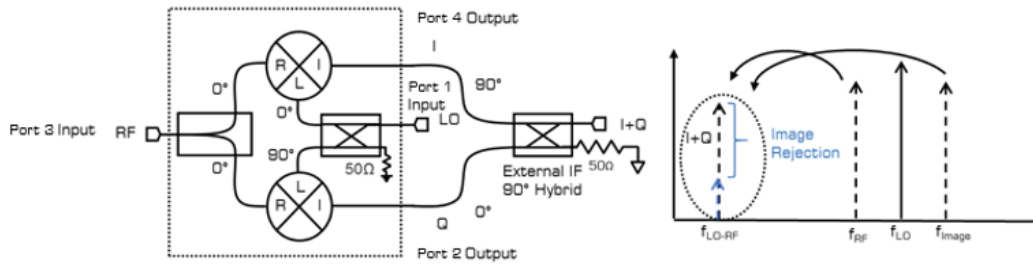 Port 4 Output
I
R
I
L
0°
90°
Port 1
Input
LO
0°
Port 3 Input
RF
I+Q
90°
50Ω
50Ω
0°
External IF
90° Hybrid
L
R
I
Q
0°
Port 2 Output
I+Q
Image
Rejection
fLO-RF
fRF
fLO
fImage